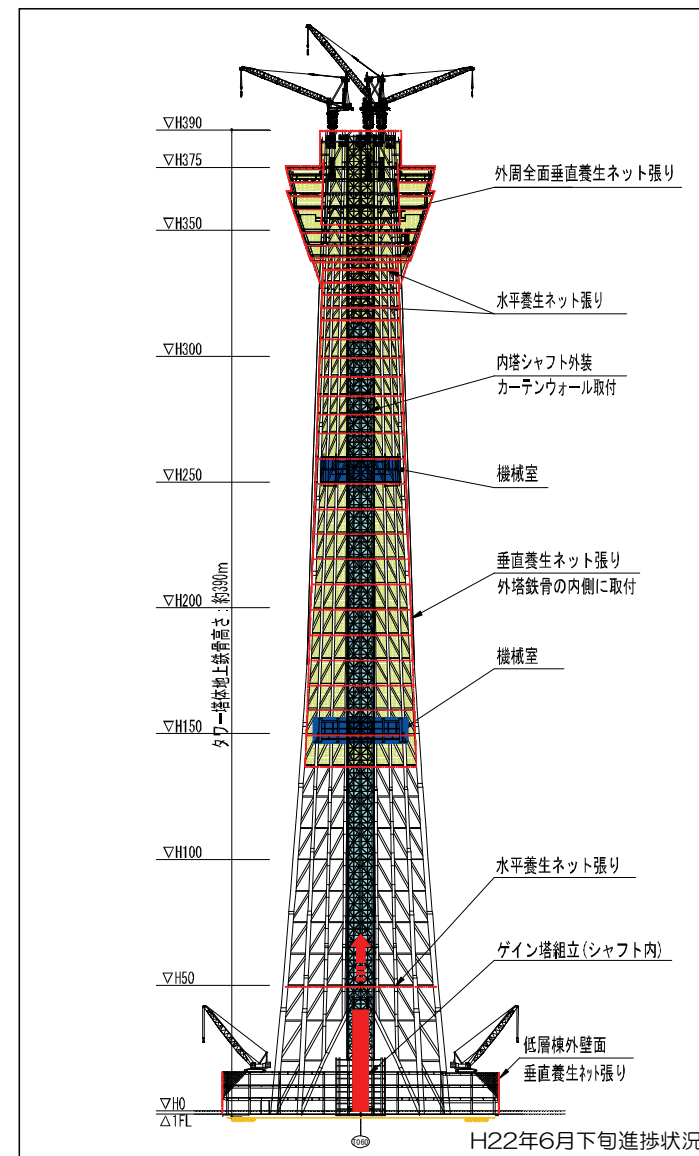 ▽H390
▽H375
外周全面垂直養生ネット張り
▽H350
水平養生ネット張り
▽H300
内塔シャフト外装
カーテンウォール取付
▽H250
機械室
垂直養生ネット張り
外塔鉄骨の内側に取付
▽H200
タワー塔体地上鉄骨高さ：約390m
機械室
▽H150
▽H100
水平養生ネット張り
ゲイン塔組立(シャフト内)
▽H50
低層棟外壁面
垂直養生ネット張り
▽H0
△1FL
T060
H22年6月下旬進捗状況